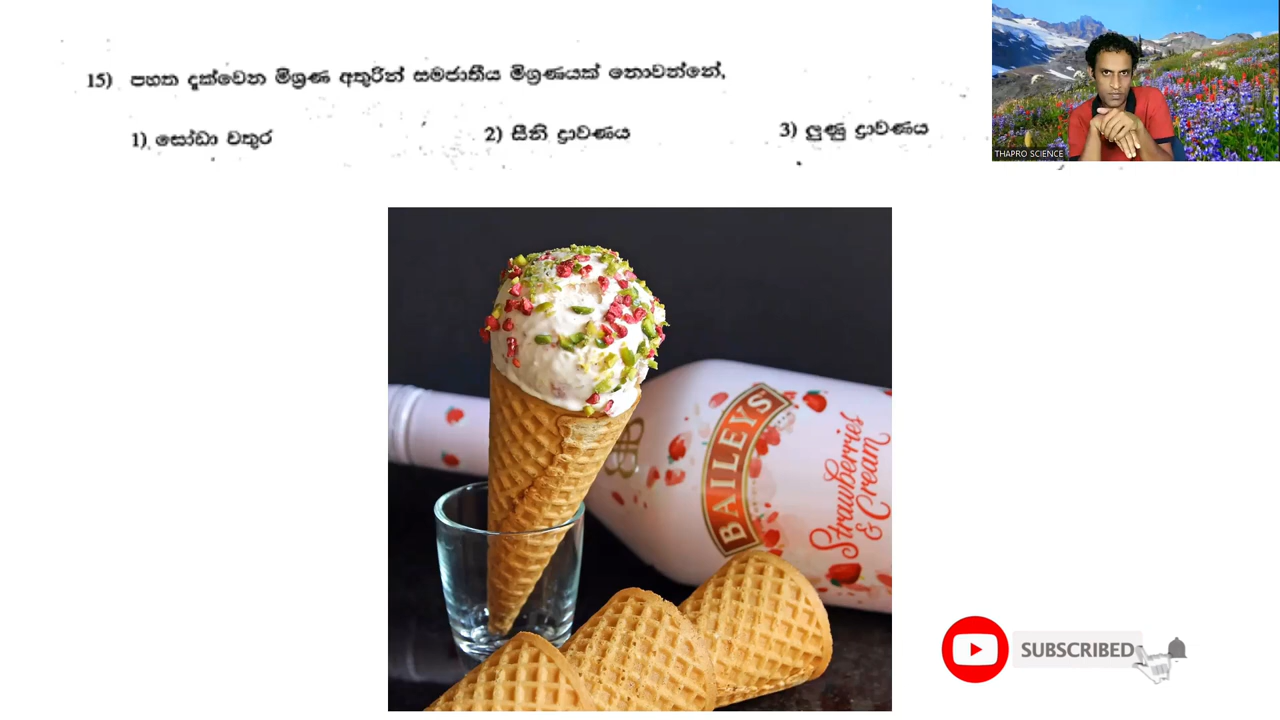 15) පහත දැක්වෙන මිශ්‍රණ අතුරින් සමජාතීය මිශ්‍රණයක් නොවන්නේ,
1) සෝඩා වතුර 2) සීනි ද්‍රාවණය 3) ලුණු ද්‍රාවණය
THAPRO SCIENCE
BAILEYS
Strawberries
& Cream
SUBSCRIBED